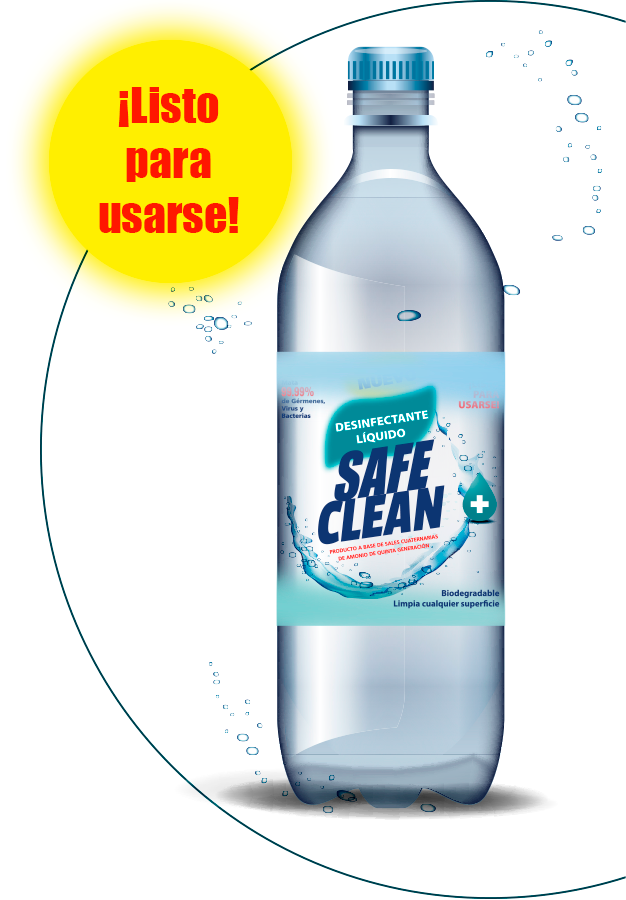 ¡Listo
para
usarse!
NUEVO
99.99%
de Gérmenes,
Virus y
Bacterias
USARSE
DESINFECTANTE
LÍQUIDO
SAFE
CLEAN
PRODUCTO A BASE DE SALES CUATERNARIAS
DE AMONIO DE QUINTA GENERACIÓN
Biodegradable
Limpia cualquier superficie